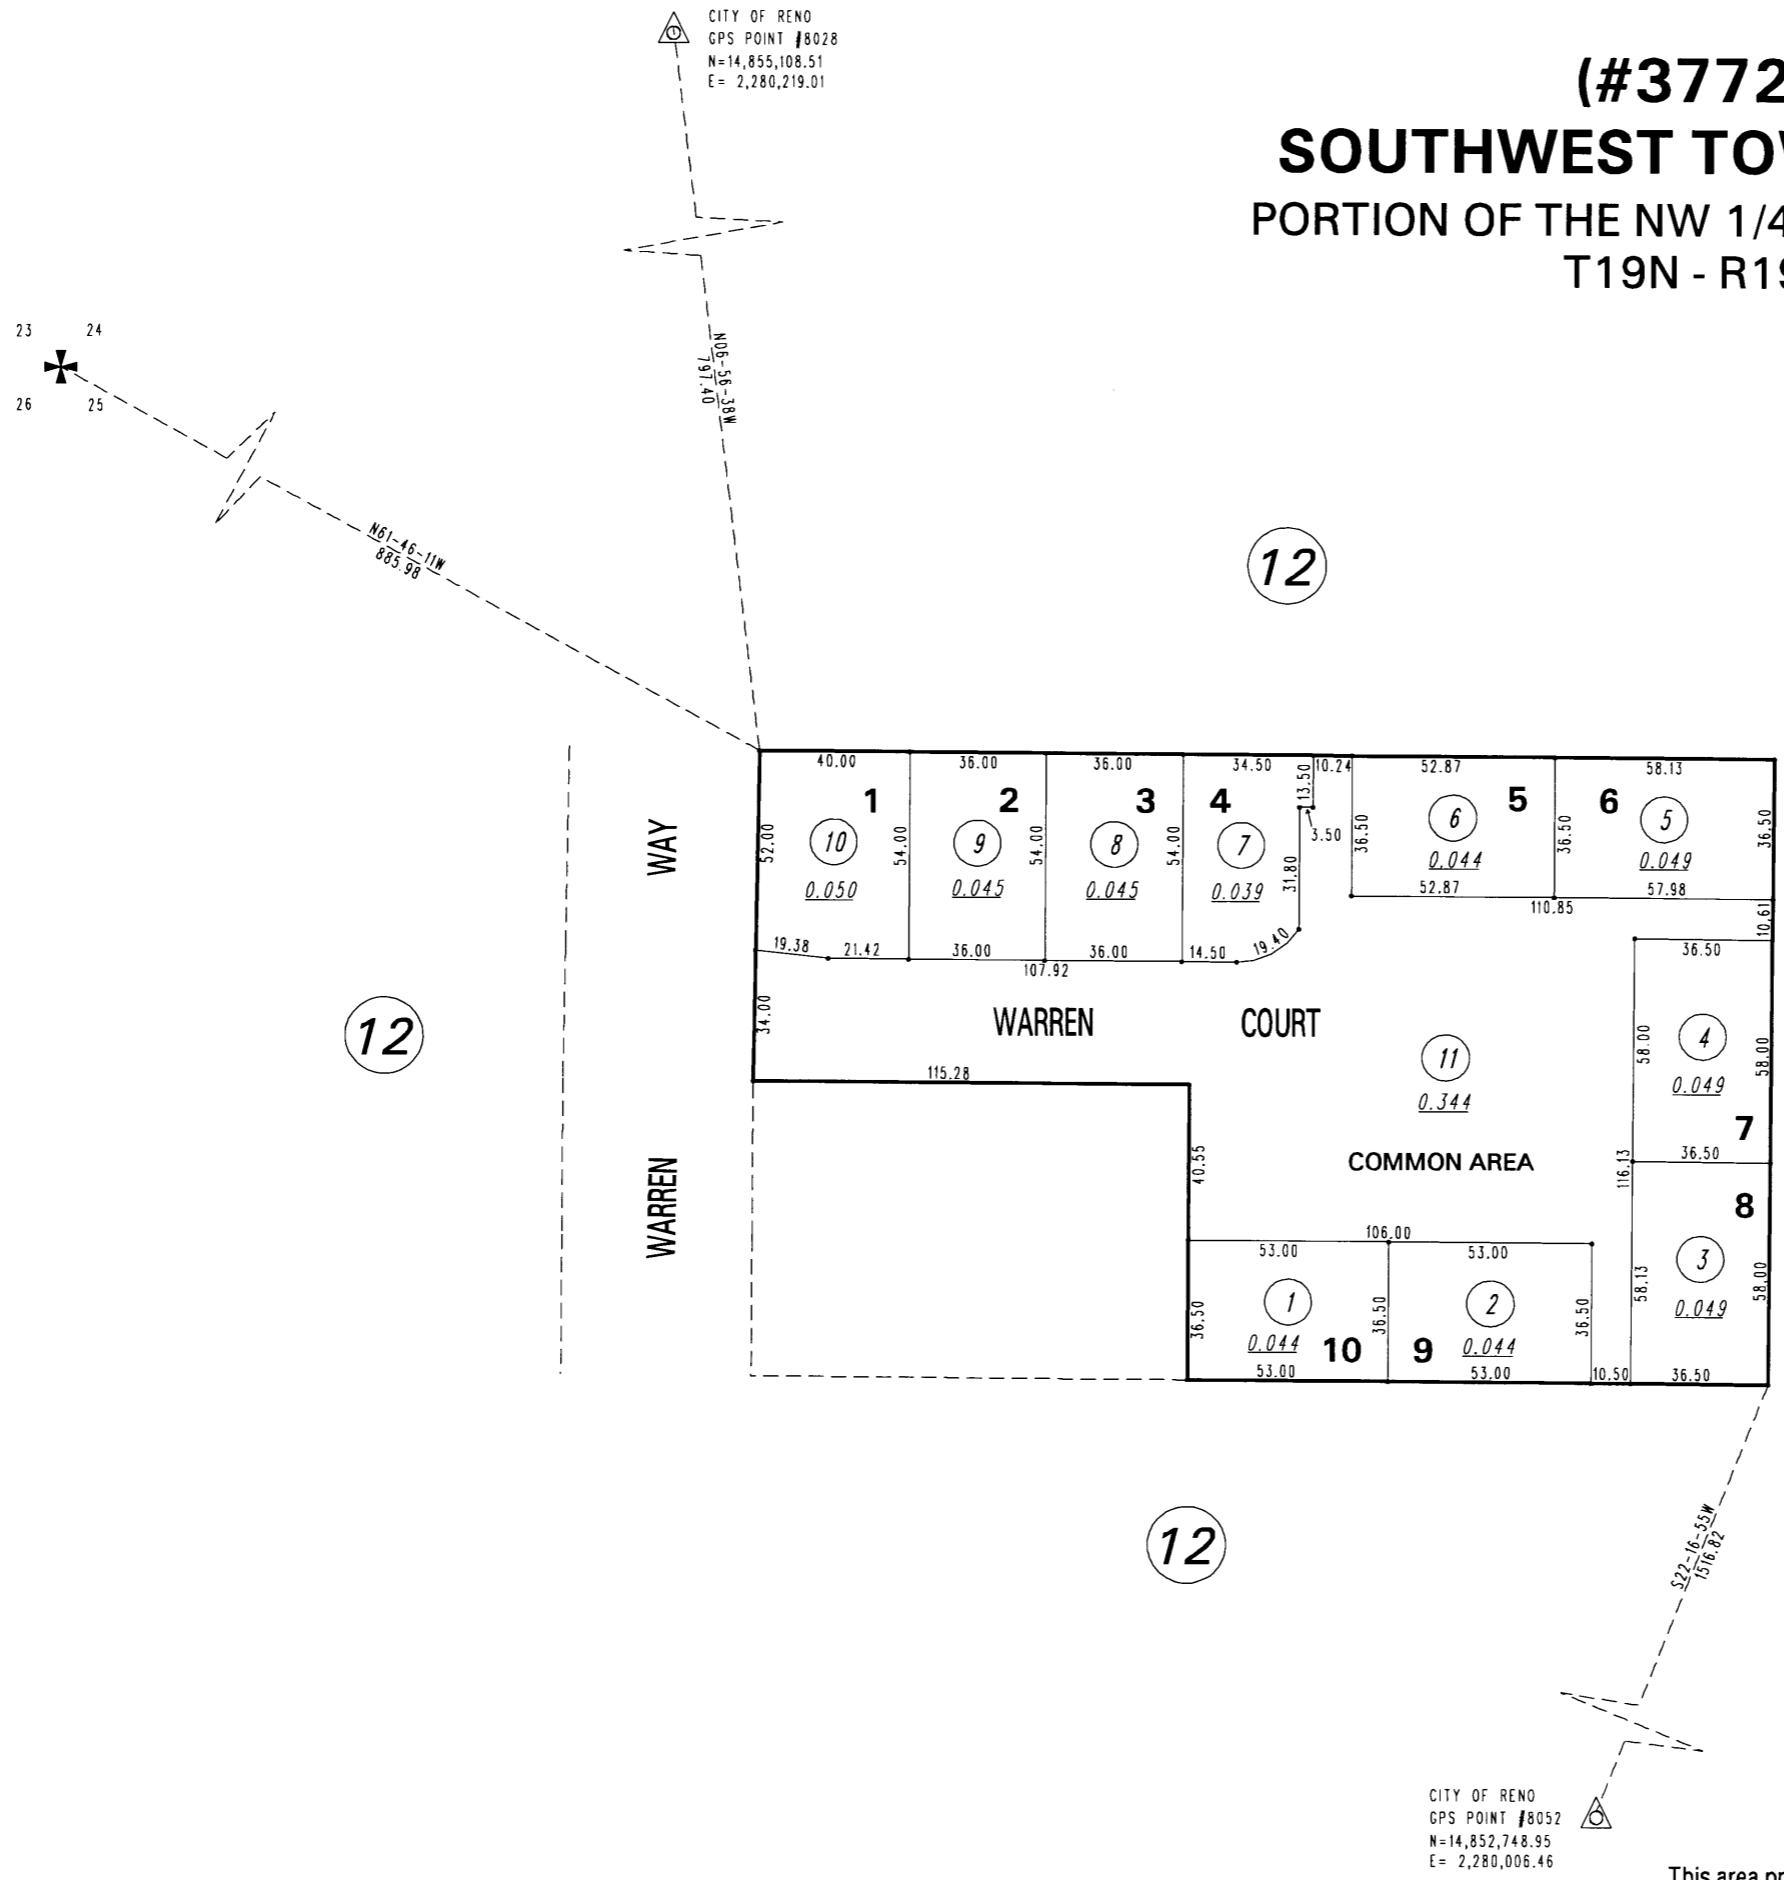 CITY OF RENO
GPS POINT #8028
N=14,855,108.51
E= 2,280,219.01
(#3772
SOUTHWEST TOW
PORTION OF THE NW 1/4
T19N - R19
23 24
26 25
N06-56-38W
797.40
N61-46-11W
885.98
12
40.00 36.00 36.00 34.50 10.24 52.87 58.13
13.50
1 2 3 4 5 6
52.00 54.00 54.00 54.00 3.50 36.50 36.50 36.50
10 9 8 7 6 5
0.050 0.045 0.045 0.039 0.044 0.049
31.80
52.87 57.98
110.85
10.61
19.38 21.42 36.00 36.00 14.50 19.40
107.92
36.50
WARREN WAY
34.00
WARREN COURT
12
58.00 4 58.00
0.049
11
0.344
115.28
7
40.55
COMMON AREA
116.13
36.50
8
106.00
53.00 53.00
58.13 3 58.00
0.049
36.50 1 36.50 2 36.50
0.044 10 9 0.044
53.00 53.00 10.50 36.50
12
S22-16-55W
1516.82
CITY OF RENO
GPS POINT #8052
N=14,852,748.95
E= 2,280,006.46
This area pr